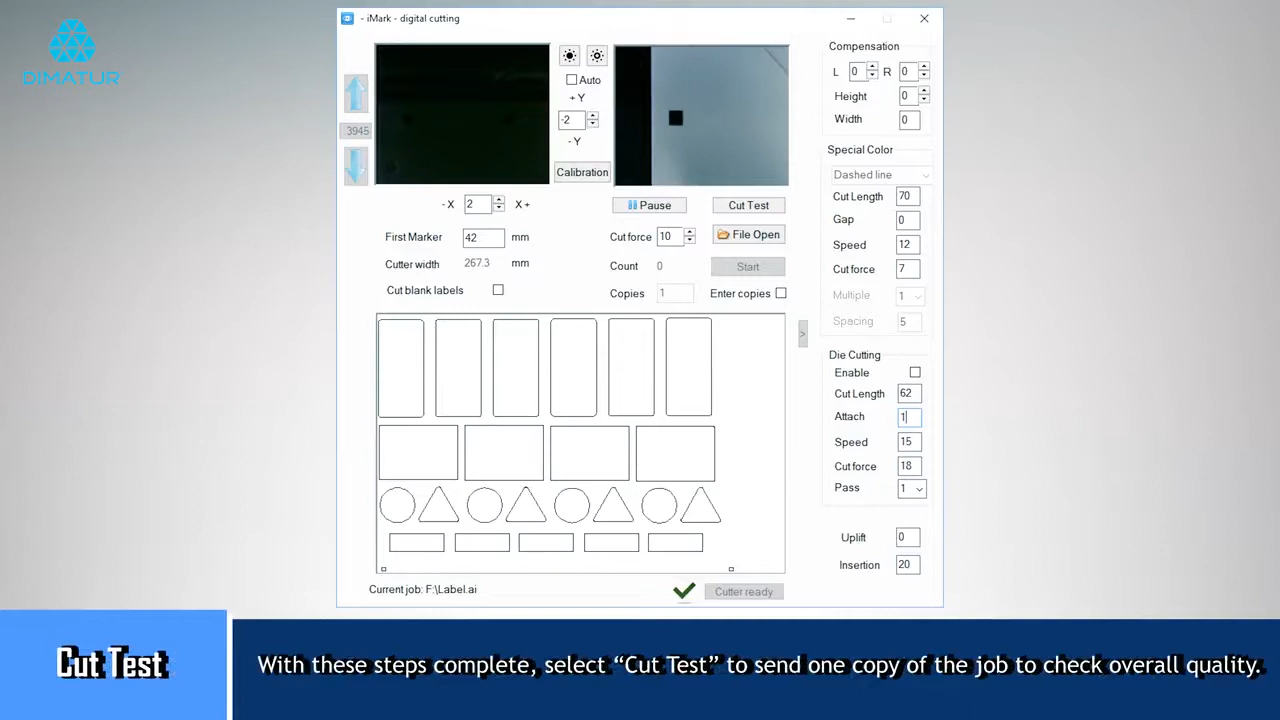 DIMATUR
- iMark - digital cutting
Auto
+ Y
-2
- Y
Calibration
3945
- X 2 X+
First Marker 42 mm
Cutter width 267.3 mm
Cut blank labels
Pause
Cut Test
Cut force 10
File Open
Count 0
Start
Copies 1
Enter copies
>
Compensation
L 0 R 0
Height 0
Width 0
Special Color
Dashed line
Cut Length 70
Gap 0
Speed 12
Cut force 7
Multiple 1
Spacing 5
Die Cutting
Enable
Cut Length 62
Attach 1
Speed 15
Cut force 18
Pass 1
Uplift 0
Insertion 20
Current job: F:\Label.ai
Cutter ready
Cut Test
With these steps complete, select “Cut Test” to send one copy of the job to check overall quality.